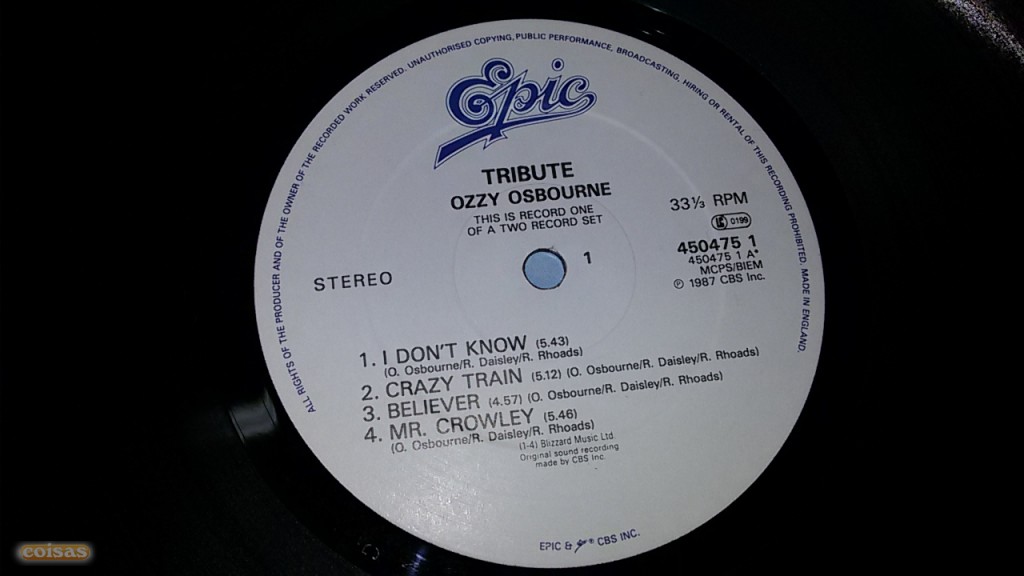 ALL RIGHTS OF THE PRODUCER AND OF THE OWNER OF THE RECORDED WORK RESERVED. UNAUTHORISED COPYING, PUBLIC PERFORMANCE, BROADCASTING, HIRING OR RENTAL OF THIS RECORDING PROHIBITED. MADE IN ENGLAND.
Epic
TRIBUTE
OZZY OSBOURNE
THIS IS RECORD ONE
OF A TWO RECORD SET
33⅓ RPM
LC 0199
450475 1
450475 1 A*
MCPS/BIEM
℗ 1987 CBS Inc.
1
STEREO
1. I DON'T KNOW (5.43)
(O. Osbourne/R. Daisley/R. Rhoads)
2. CRAZY TRAIN (5.12) (O. Osbourne/R. Daisley/R. Rhoads)
3. BELIEVER (4.57) (O. Osbourne/R. Daisley/R. Rhoads)
4. MR. CROWLEY (5.46)
(O. Osbourne/R. Daisley/R. Rhoads)
(1-4) Blizzard Music Ltd.
Original sound recording
made by CBS Inc.
EPIC & ® CBS INC.
coisas